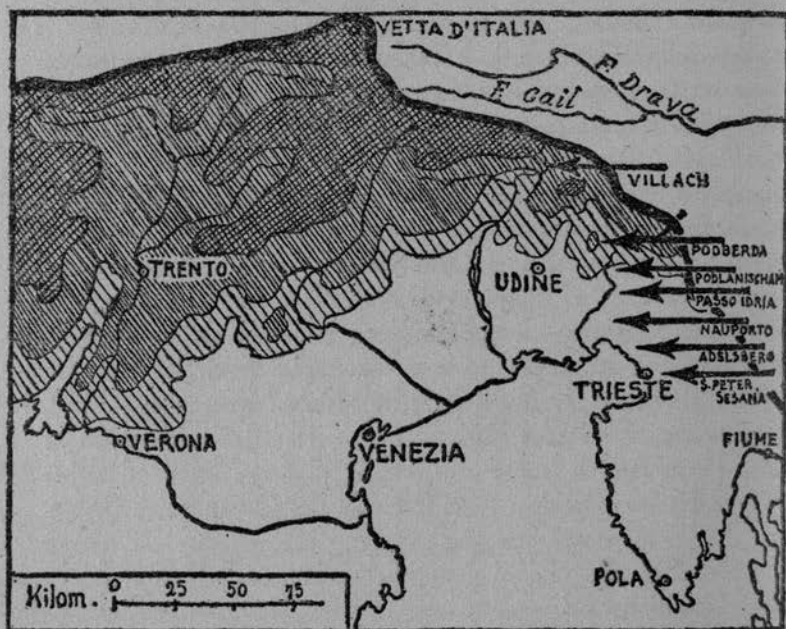 VETTA D'ITALIA
F. Drava
F. Gail
VILLACH
PODBERDA
TRENTO
UDINE
PODLANISCHAM
PASSO IDRIA
NAUPORTO
ADELSBERG
TRIESTE
S. PETER.
SESANA
VERONA
VENEZIA
FIUME
POLA
Kilom. 0 25 50 75